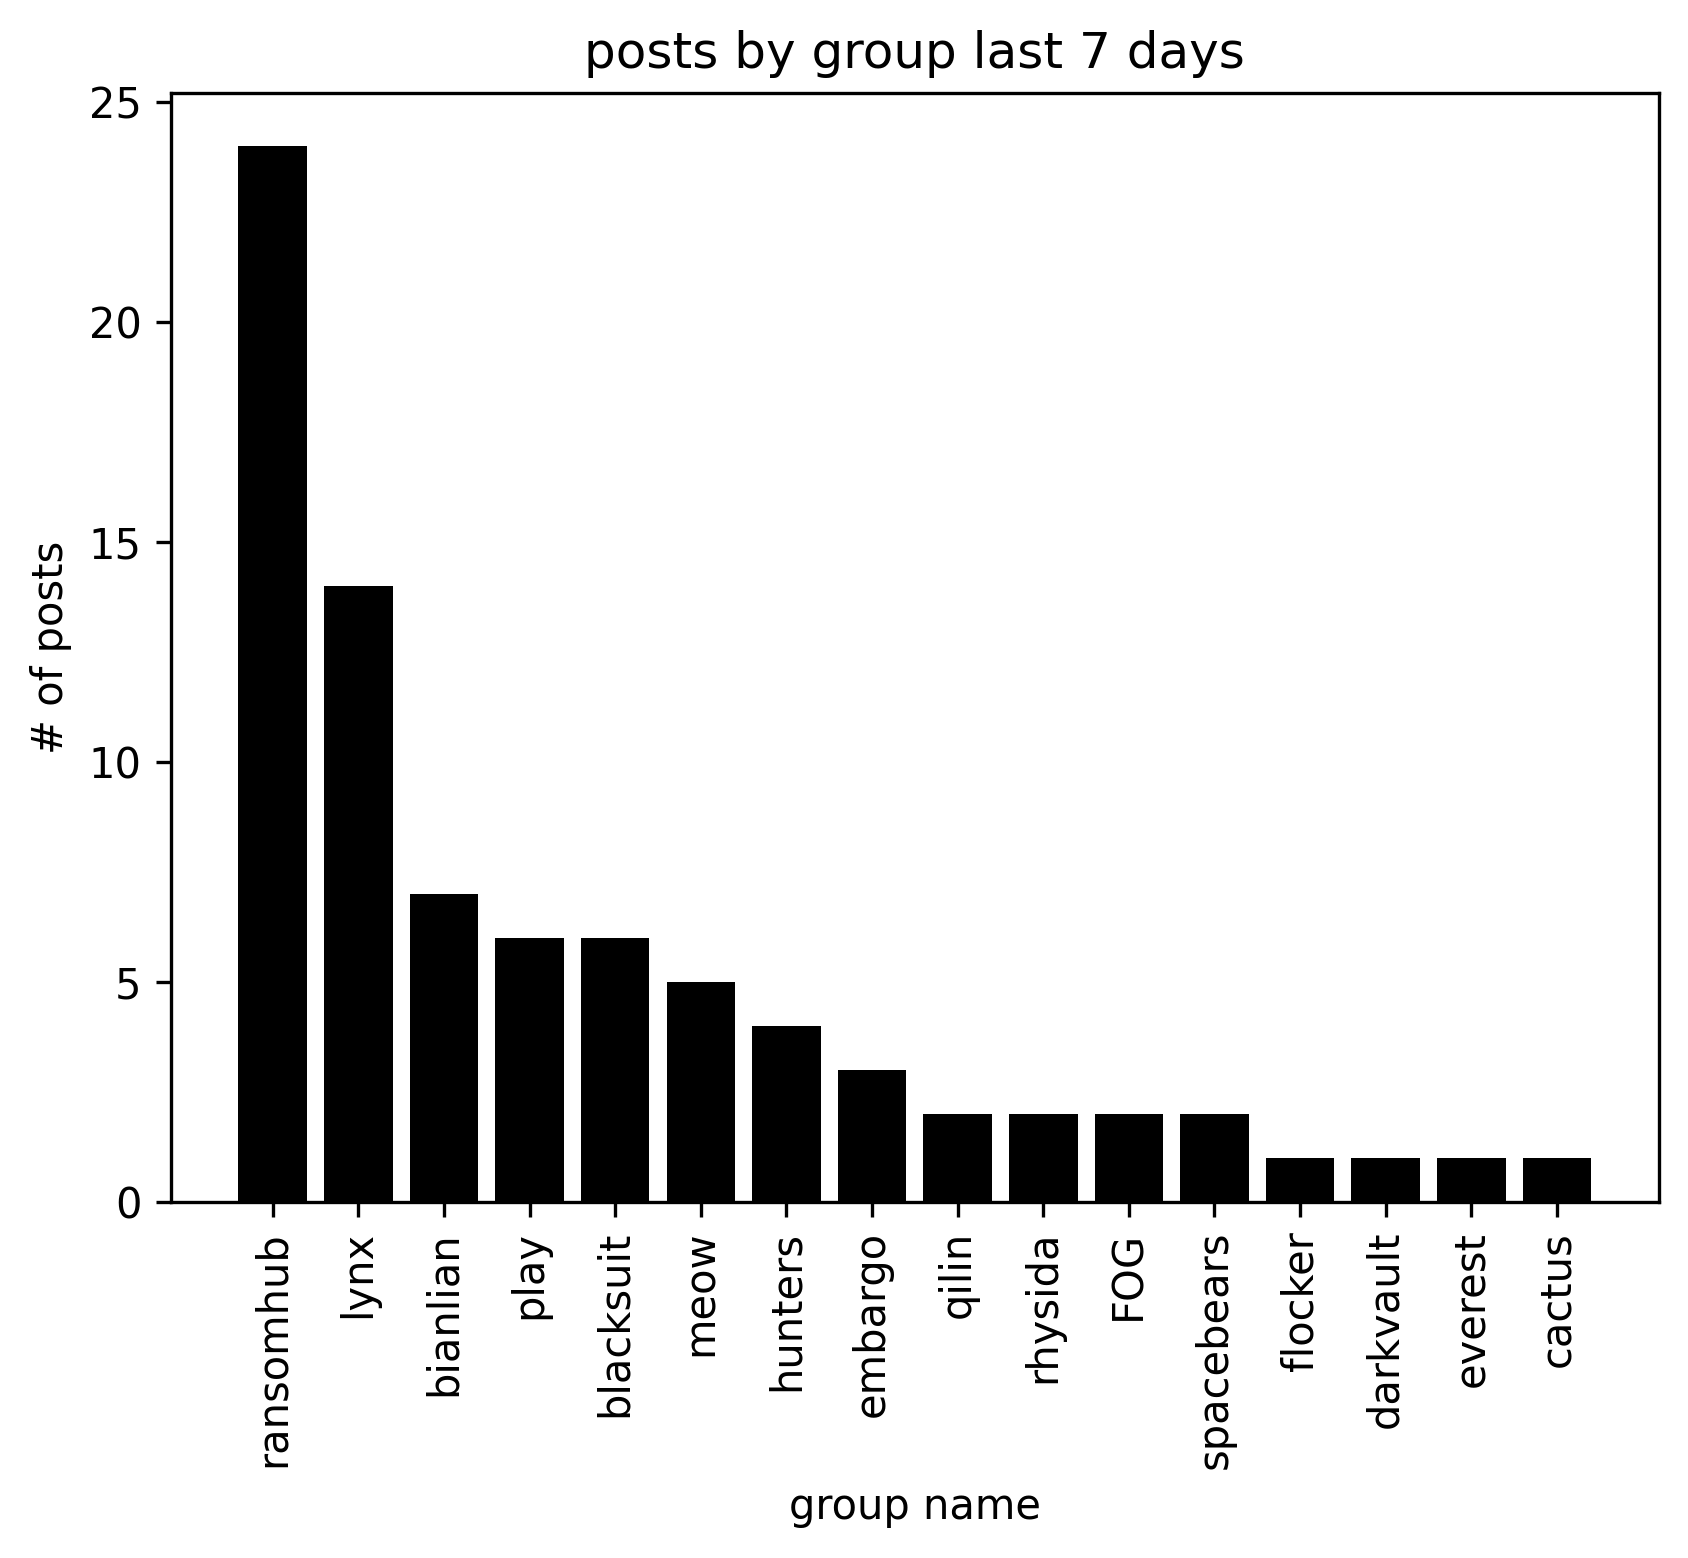 posts by group last 7 days
25
20
15
10
5
0
# of posts
ransomhub
lynx
bianlian
play
blacksuit
meow
hunters
embargo
qilin
rhysida
FOG
spacebears
flocker
darkvault
everest
cactus
group name